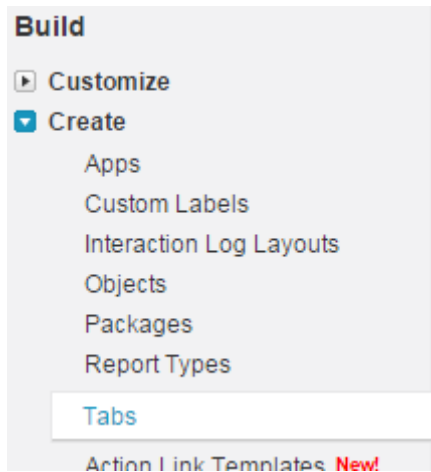 Build
Customize
Create
Apps
Custom Labels
Interaction Log Layouts
Objects
Packages
Report Types
Tabs
Action Link Templates New!